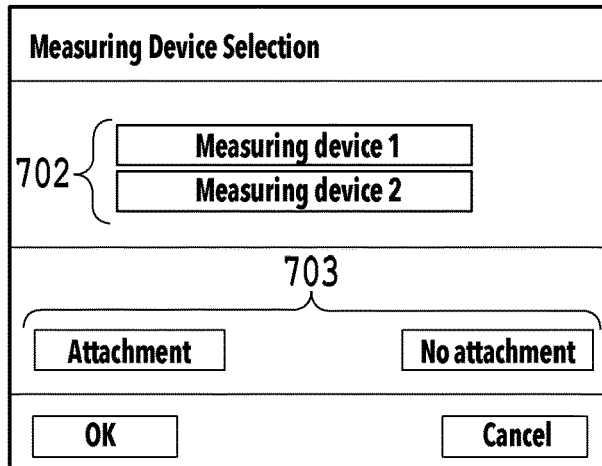 Measuring Device Selection
Measuring device 1
702
Measuring device 2
703
Attachment No attachment
OK Cancel